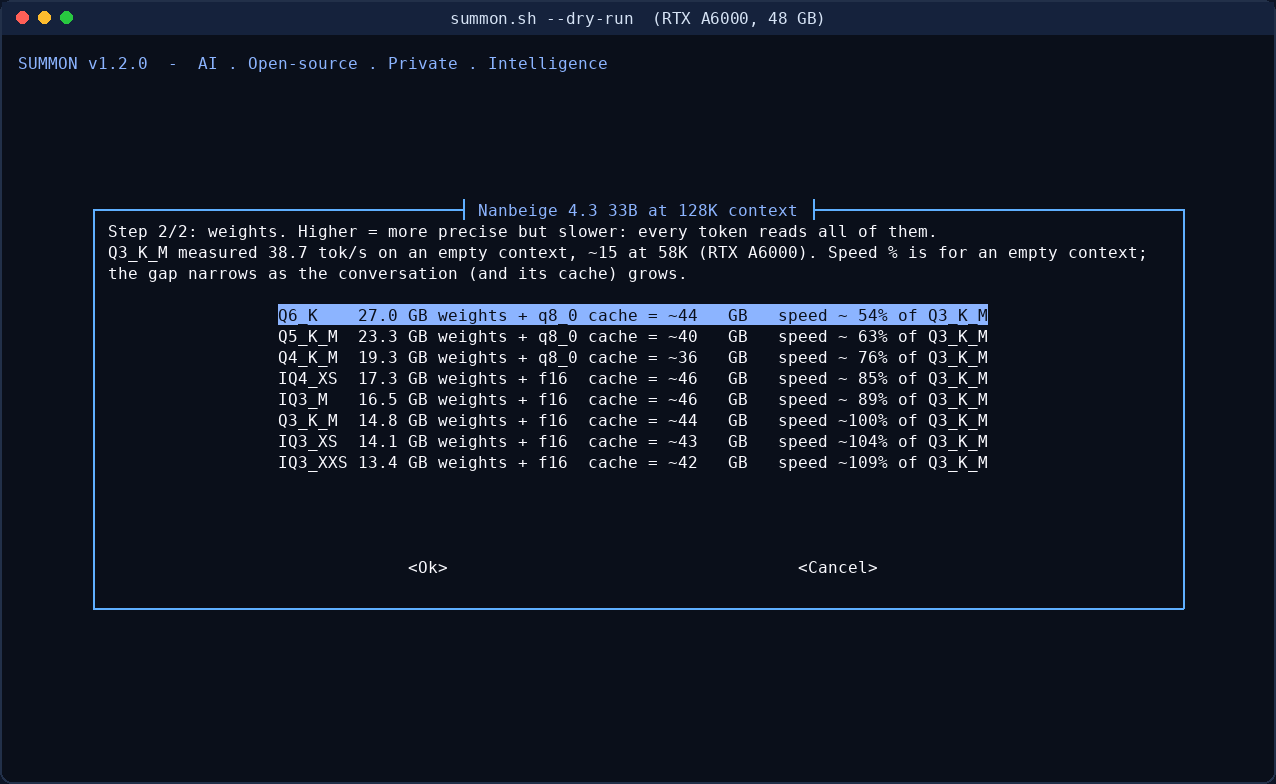 summon.sh --dry-run  (RTX A6000, 48 GB)
SUMMON v1.2.0  -  AI . Open-source . Private . Intelligence
Nanbeige 4.3 33B at 128K context
Step 2/2: weights. Higher = more precise but slower: every token reads all of them.
Q3_K_M measured 38.7 tok/s on an empty context, ~15 at 58K (RTX A6000). Speed % is for an empty context;
the gap narrows as the conversation (and its cache) grows.
Q6_K    27.0 GB weights + q8_0 cache = ~44   GB   speed ~ 54% of Q3_K_M
Q5_K_M  23.3 GB weights + q8_0 cache = ~40   GB   speed ~ 63% of Q3_K_M
Q4_K_M  19.3 GB weights + q8_0 cache = ~36   GB   speed ~ 76% of Q3_K_M
IQ4_XS  17.3 GB weights + f16  cache = ~46   GB   speed ~ 85% of Q3_K_M
IQ3_M   16.5 GB weights + f16  cache = ~46   GB   speed ~ 89% of Q3_K_M
Q3_K_M  14.8 GB weights + f16  cache = ~44   GB   speed ~100% of Q3_K_M
IQ3_XS  14.1 GB weights + f16  cache = ~43   GB   speed ~104% of Q3_K_M
IQ3_XXS 13.4 GB weights + f16  cache = ~42   GB   speed ~109% of Q3_K_M
<Ok>                                   <Cancel>